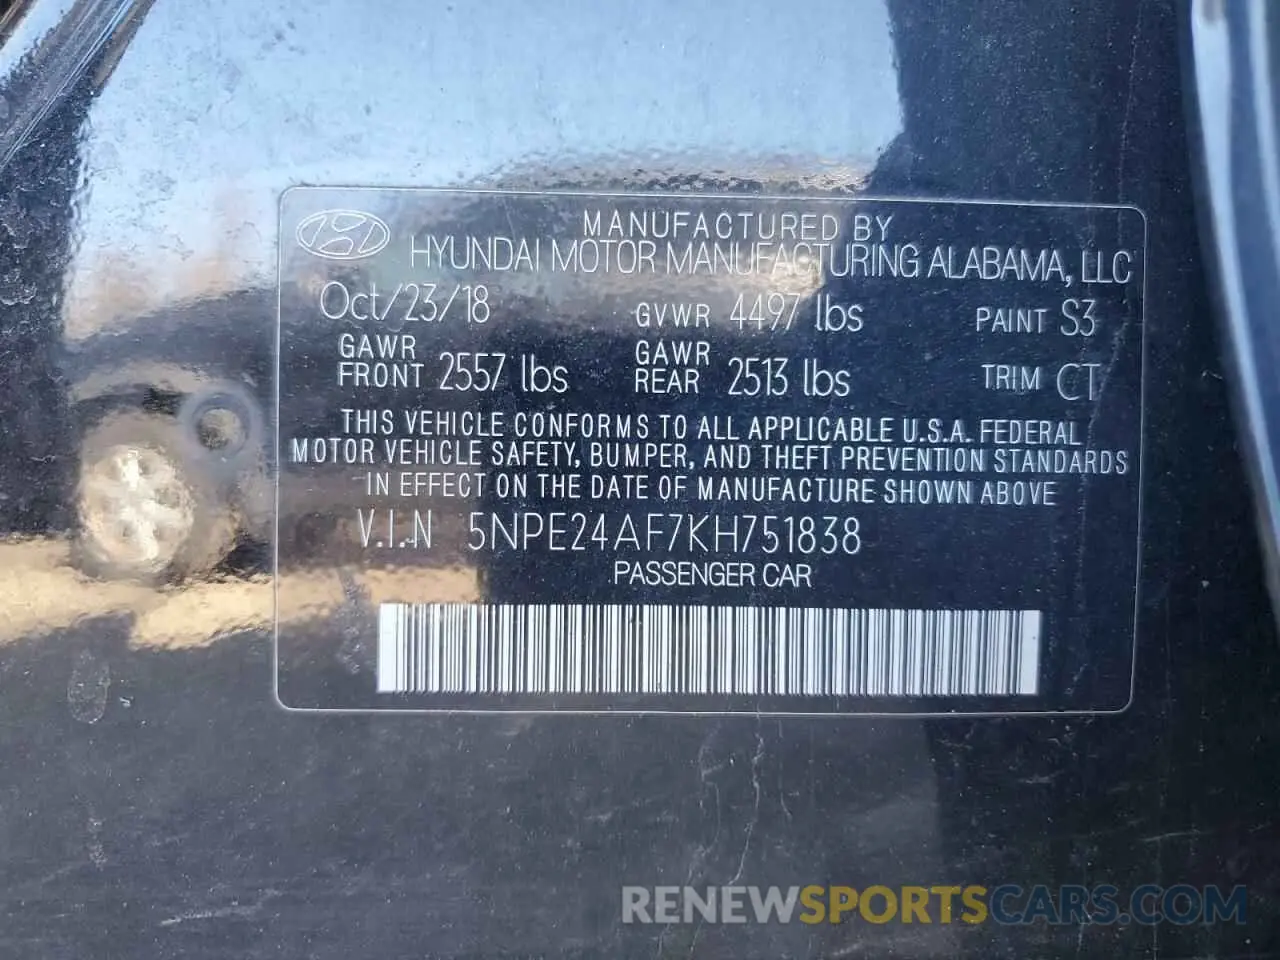 MANUFACTURED BY
HYUNDAI MOTOR MANUFACTURING ALABAMA, LLC
Oct/23/18 GVWR 4497 lbs PAINT S3
GAWR FRONT 2557 lbs GAWR REAR 2513 lbs TRIM CT
THIS VEHICLE CONFORMS TO ALL APPLICABLE U.S.A. FEDERAL
MOTOR VEHICLE SAFETY, BUMPER, AND THEFT PREVENTION STANDARDS
IN EFFECT ON THE DATE OF MANUFACTURE SHOWN ABOVE
V.I.N 5NPE24AF7KH751838
PASSENGER CAR
RENEWSPORTSCARS.COM